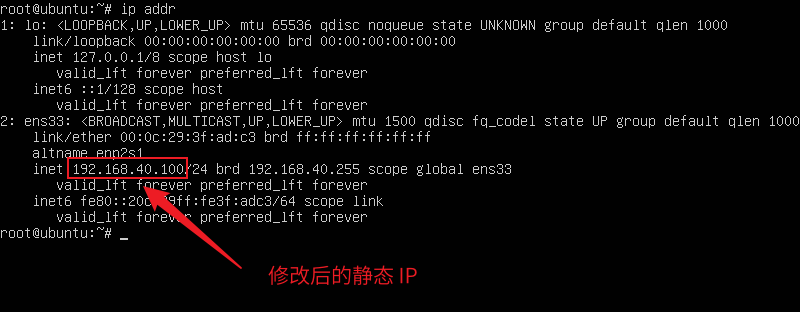 root@ubuntu:~# ip addr
1: lo: <LOOPBACK,UP,LOWER_UP> mtu 65536 qdisc noqueue state UNKNOWN group default qlen 1000
link/loopback 00:00:00:00:00:00 brd 00:00:00:00:00:00
inet 127.0.0.1/8 scope host lo
valid_lft forever preferred_lft forever
inet6 ::1/128 scope host
valid_lft forever preferred_lft forever
2: ens33: <BROADCAST,MULTICAST,UP,LOWER_UP> mtu 1500 qdisc fq_codel state UP group default qlen 1000
link/ether 00:0c:29:3f:ad:c3 brd ff:ff:ff:ff:ff:ff
altname enp2s1
inet 192.168.40.100/24 brd 192.168.40.255 scope global ens33
valid_lft forever preferred_lft forever
inet6 fe80::20c:29ff:fe3f:adc3/64 scope link
valid_lft forever preferred_lft forever
root@ubuntu:~# _
修改后的静态 IP